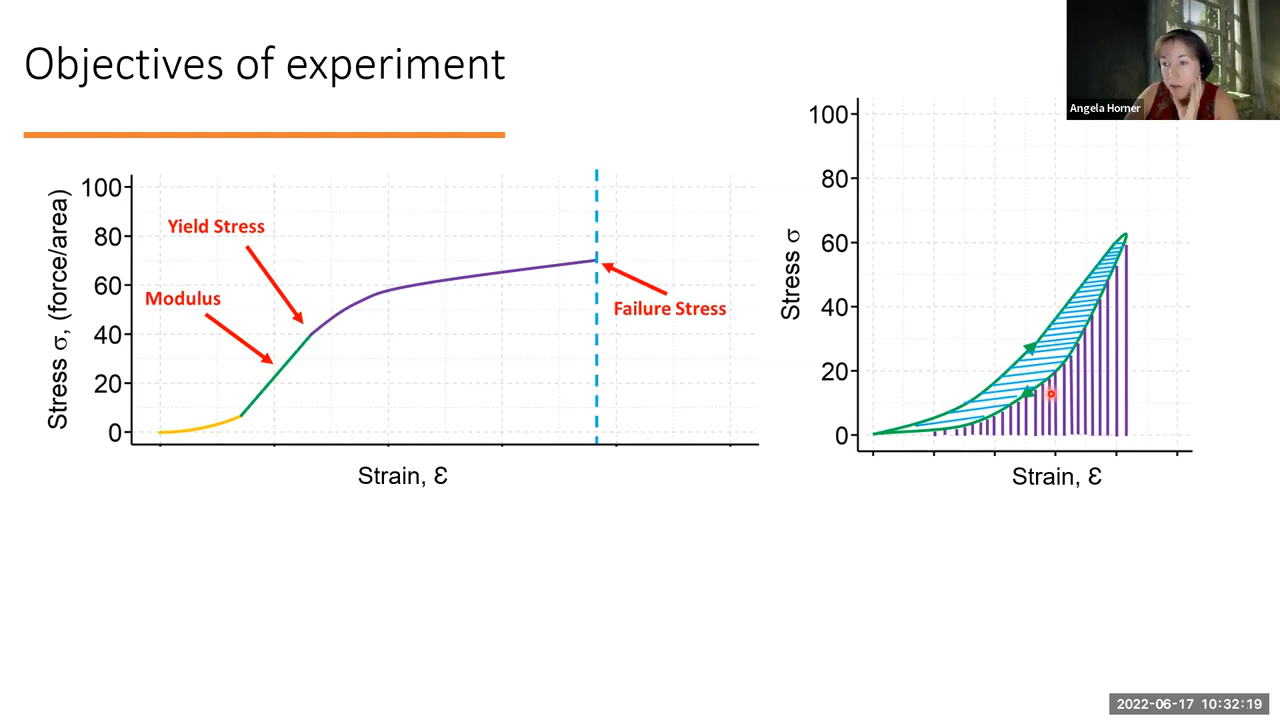 Objectives of experiment
Angela Horner
Stress σ, (force/area)
100
80
60
40
20
0
Yield Stress
Modulus
Failure Stress
Strain, Ɛ
Stress σ
100
80
60
40
20
0
Strain, Ɛ
2022-06-17 10:32:19